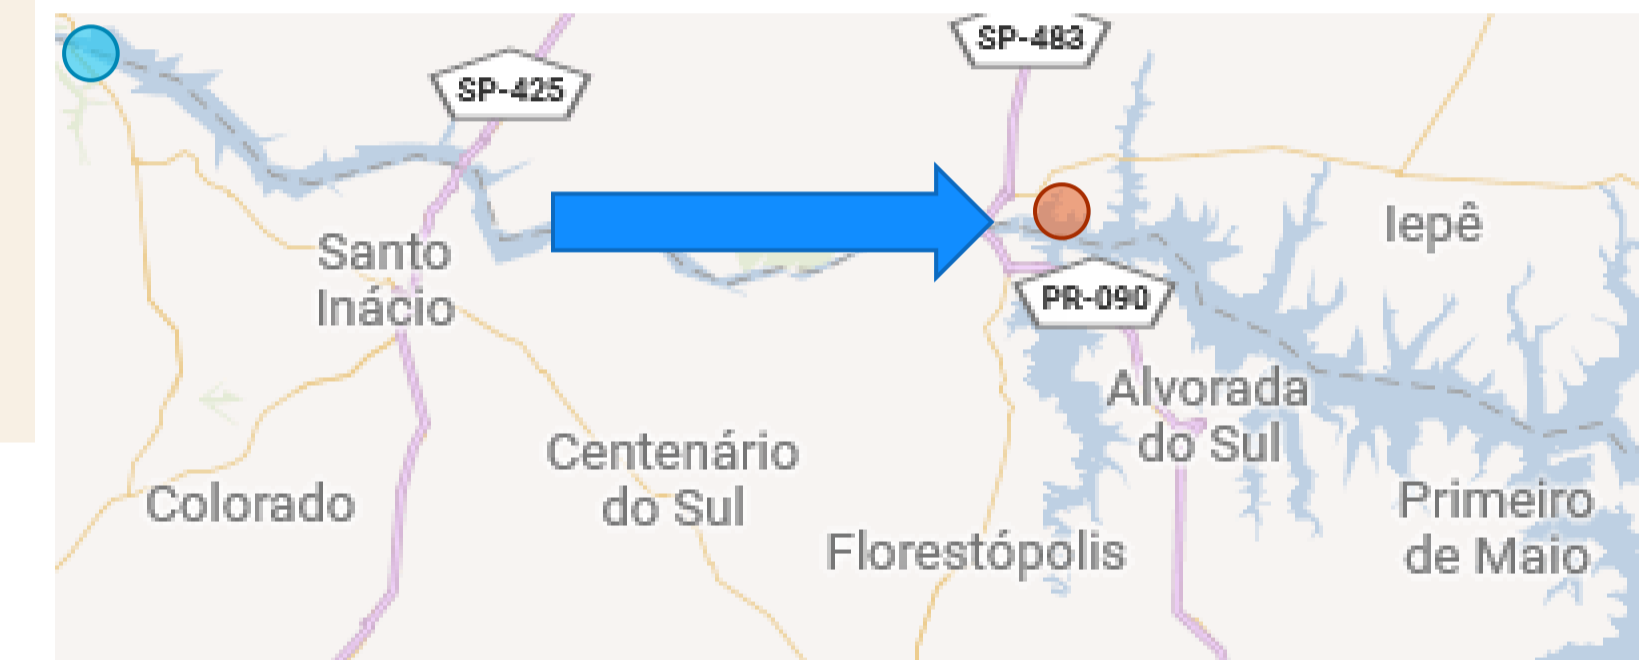 SP-483
SP-425
Iepê
Santo
Inácio
PR-090
Alvorada
do Sul
Centenário
do Sul
Colorado
Primeiro
de Maio
Florestópolis